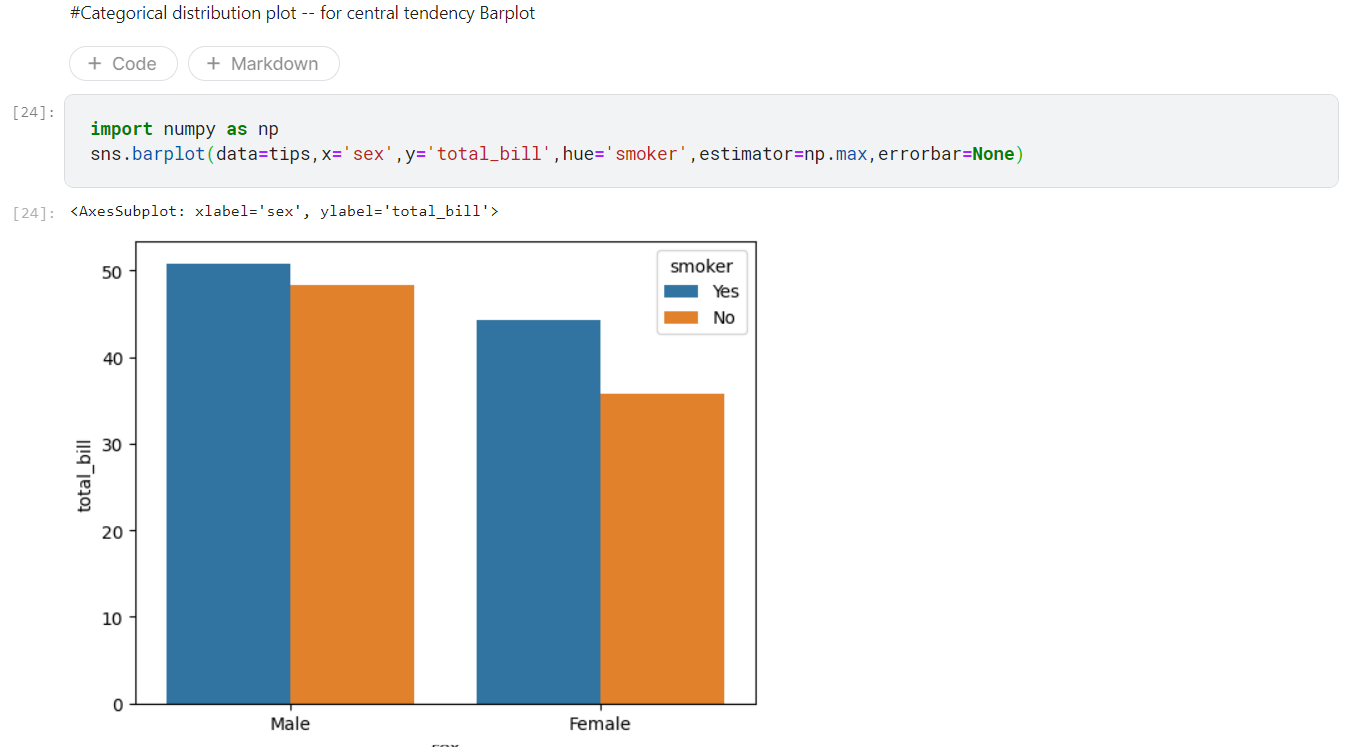 #Categorical distribution plot -- for central tendency Barplot
+ Code + Markdown
[24]:
import numpy as np
sns.barplot(data=tips,x='sex',y='total_bill',hue='smoker',estimator=np.max,errorbar=None)
[24]: <AxesSubplot: xlabel='sex', ylabel='total_bill'>
smoker
Yes
No
50
40
30
20
10
0
total_bill
Male Female